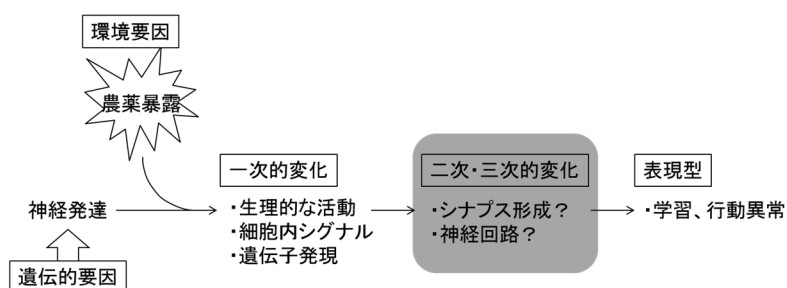 環境要因
農薬暴露
一次的変化
二次・三次的変化
表現型
神経発達
・生理的な活動
・細胞内シグナル
・遺伝子発現
・シナプス形成？
・神経回路？
・学習、行動異常
遺伝的要因